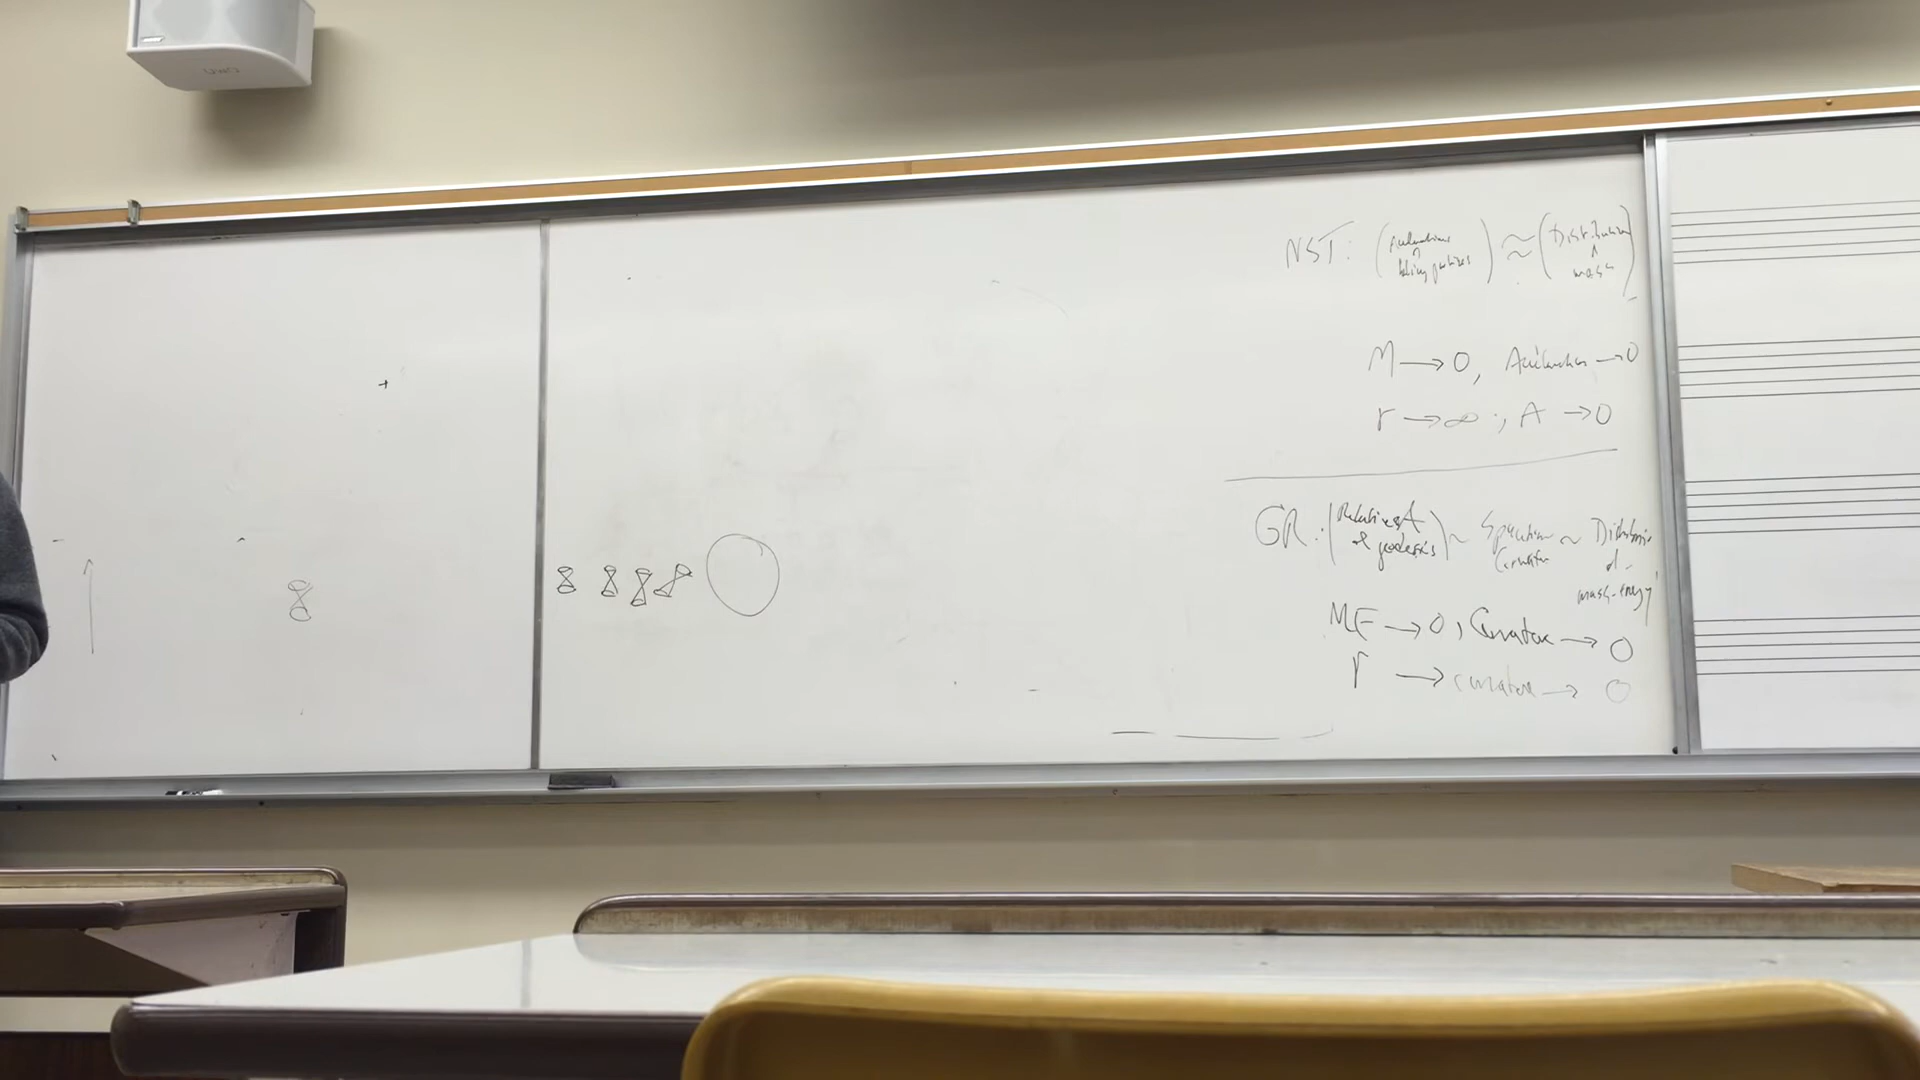 NST: (Accelerations of falling particles) ≈ (Distribution of mass)
M → 0, Acceleration → 0
r → ∞, A → 0
GR: (Relative A of geodesics) ~ Spacetime Curvature ~ Distribution of mass-energy
ME → 0, Curvature → 0
r → curvature → 0